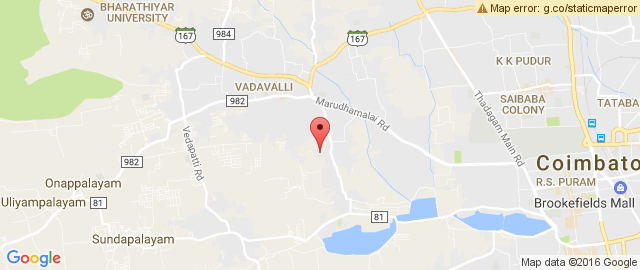 Map error: g.co/staticmaperror
BHARATHIYAR
UNIVERSITY
984
167
167
K K PUDUR
VADAVALLI
982
SAIBABA
COLONY
TATABA
Marudhamalai Rd
Thadagam Main Rd
Vedapatti Rd
982
Coimbato
Onappalayam
R.S. PURAM
Uliyampalayam
81
Brookefields Mall
81
Sundapalayam
Google
Map data ©2016 Google